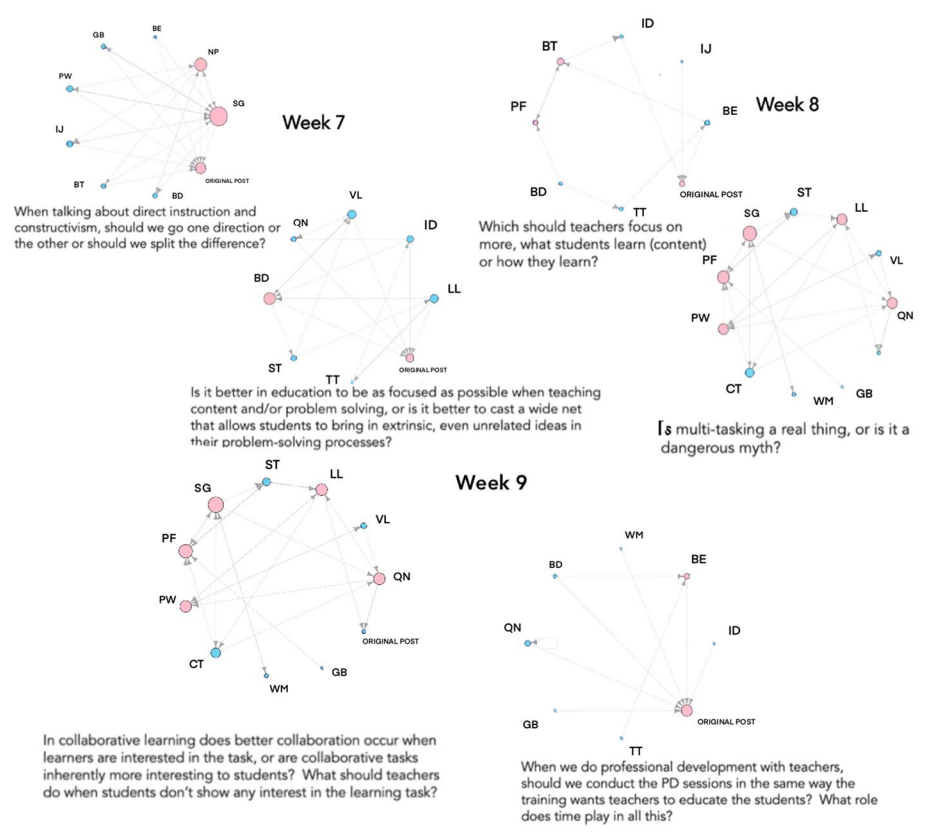 GB
BE
NP
PW
SG
IJ
BT
BD
ORIGINAL POST
Week 7
When talking about direct instruction and
constructivism, should we go one direction or
the other or should we split the difference?
ID
BT
IJ
PF
BE
Week 8
BD
TT
ORIGINAL POST
Which should teachers focus on
more, what students learn (content)
or how they learn?
VL
QN
ID
BD
LL
ST
TT
ORIGINAL POST
Is it better in education to be as focused as possible when teaching
content and/or problem solving, or is it better to cast a wide net
that allows students to bring in extrinsic, even unrelated ideas in
their problem-solving processes?
ST
SG
LL
PF
VL
PW
QN
CT
WM
GB
Is multi-tasking a real thing, or is it a
dangerous myth?
Week 9
ST
SG
LL
VL
PF
QN
PW
ORIGINAL POST
CT
GB
WM
In collaborative learning does better collaboration occur when
learners are interested in the task, or are collaborative tasks
inherently more interesting to students? What should teachers
do when students don't show any interest in the learning task?
WM
BD
BE
QN
ID
GB
ORIGINAL POST
TT
When we do professional development with teachers,
should we conduct the PD sessions in the same way the
training wants teachers to educate the students? What role
does time play in all this?